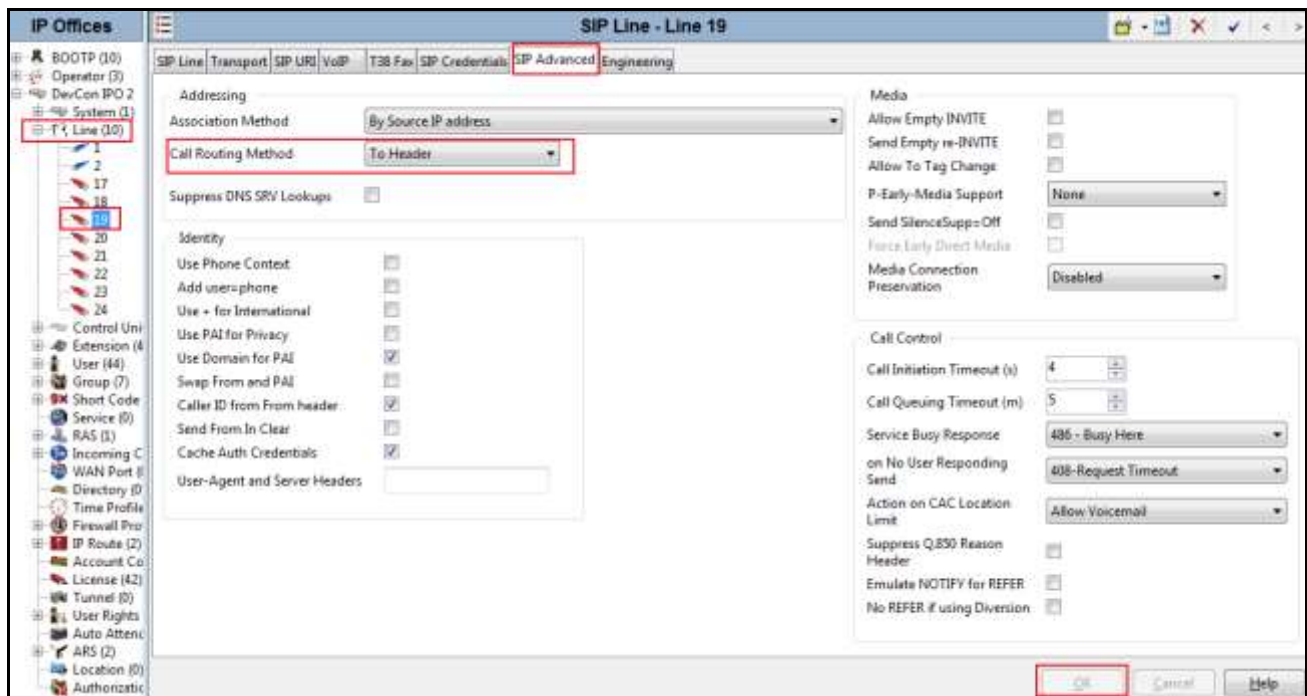 IP Offices
SIP Line - Line 19
BOOTP (10)
Operator (3)
DevCon IPO 2
System (1)
Line (10)
1
2
17
18
19
20
21
22
23
24
Control Uni
Extension (4
User (44)
Group (7)
Short Code
Service (0)
RAS (1)
Incoming C
WAN Port (
Directory (0
Time Profile
Firewall Pro
IP Route (2)
Account Co
License (42)
Tunnel (0)
User Rights
Auto Attend
ARS (2)
Location (0)
Authorizatic
SIP Line Transport SIP URI VoIP T38 Fax SIP Credentials SIP Advanced Engineering
Addressing
Association Method By Source IP address
Call Routing Method To Header
Suppress DNS SRV Lookups
Identity
Use Phone Context
Add user=phone
Use + for International
Use PAI for Privacy
Use Domain for PAI
Swap From and PAI
Caller ID from From header
Send From In Clear
Cache Auth Credentials
User-Agent and Server Headers
Media
Allow Empty INVITE
Send Empty re-INVITE
Allow To Tag Change
P-Early-Media Support None
Send SilenceSupp=Off
Force Early Direct Media
Media Connection
Preservation
Disabled
Call Control
Call Initiation Timeout (s) 4
Call Queuing Timeout (m) 5
Service Busy Response 486 - Busy Here
on No User Responding
Send
408-Request Timeout
Action on CAC Location
Limit
Allow Voicemail
Suppress Q.850 Reason
Header
Emulate NOTIFY for REFER
No REFER if using Diversion
OK Cancel Help